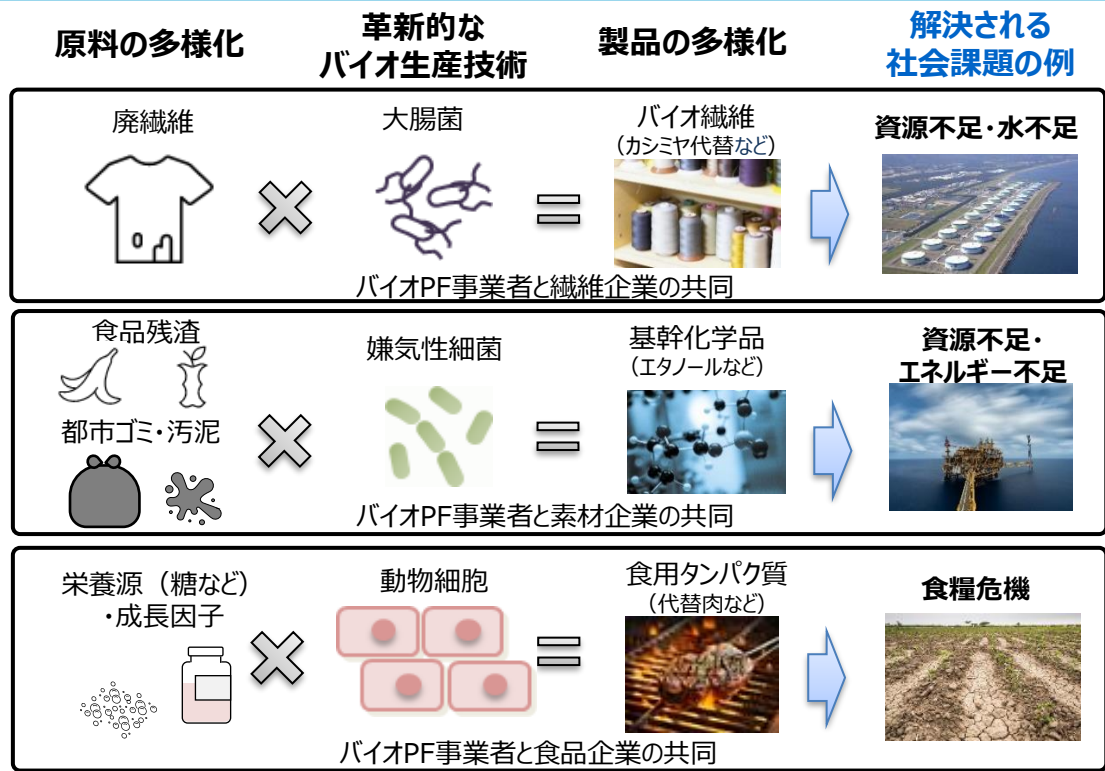 原料の多様化
革新的な
バイオ生産技術
製品の多様化
解決される
社会課題の例
廃繊維
大腸菌
バイオ繊維
(カシミヤ代替など)
資源不足・水不足
バイオPF事業者と繊維企業の共同
食品残渣
都市ゴミ・汚泥
嫌気性細菌
基幹化学品
(エタノールなど)
資源不足・
エネルギー不足
バイオPF事業者と素材企業の共同
栄養源（糖など）
・成長因子
動物細胞
食用タンパク質
(代替肉など)
食糧危機
バイオPF事業者と食品企業の共同